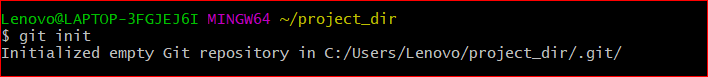 Lenovo@LAPTOP-3FGJEJ6I MINGW64 ~/project_dir
$ git init
Initialized empty Git repository in C:/Users/Lenovo/project_dir/.git/